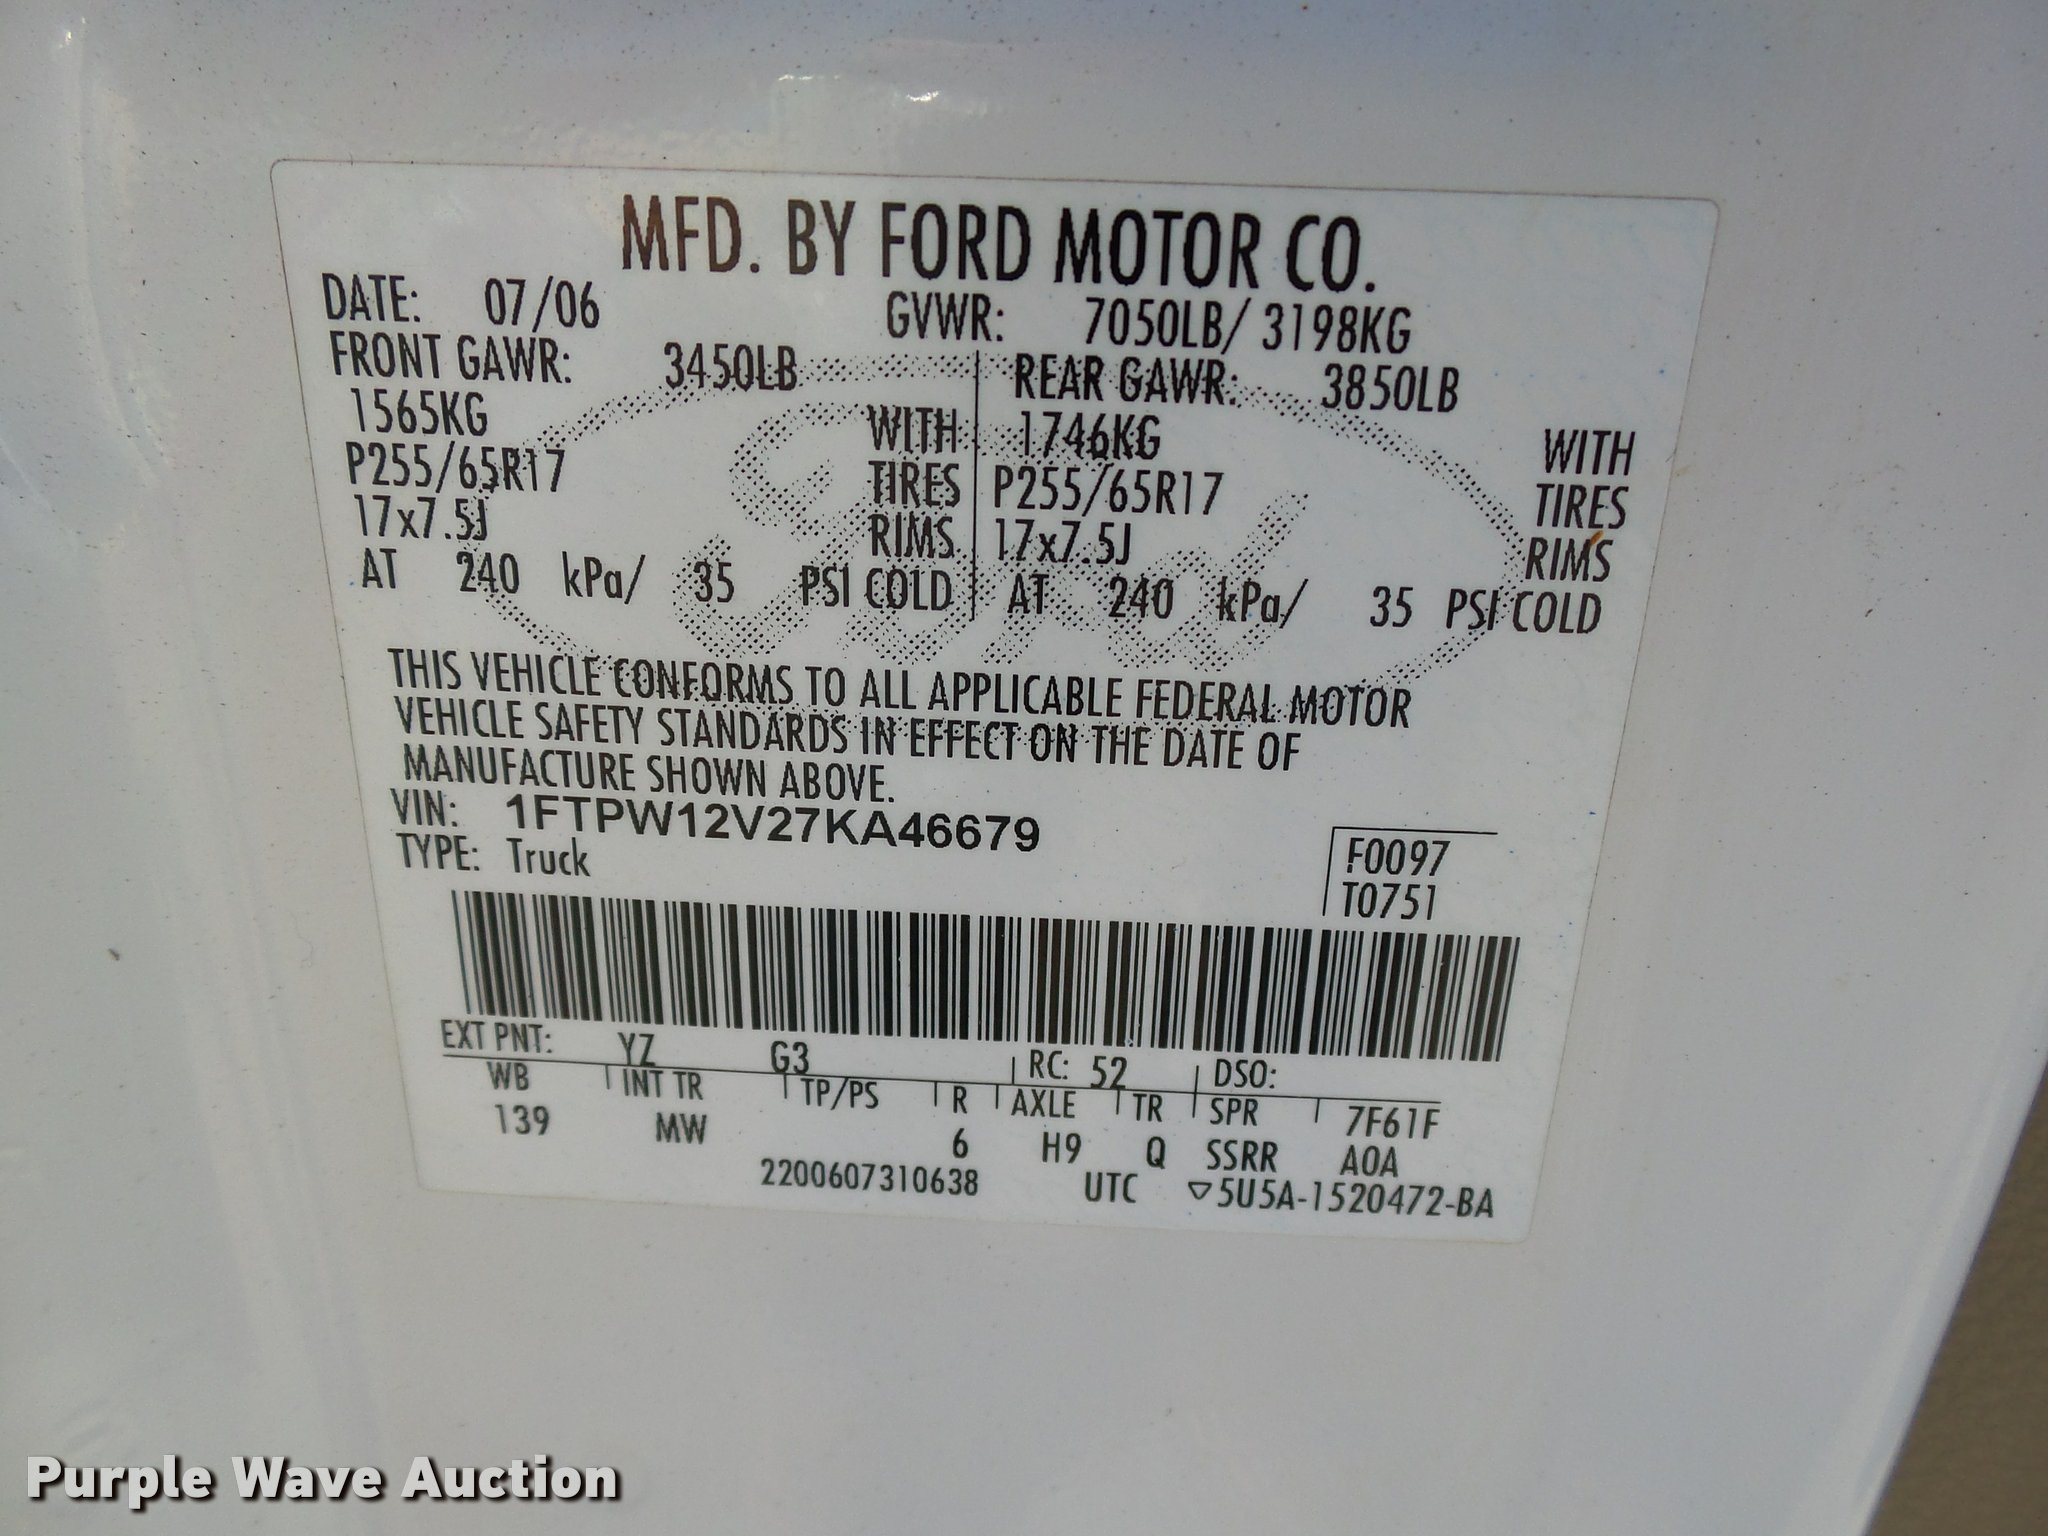 MFD. BY FORD MOTOR CO.
DATE: 07/06 GVWR: 7050LB/ 3198KG
FRONT GAWR: 3450LB REAR GAWR: 3850LB
1565KG WITH 1746KG WITH
P255/65R17 TIRES P255/65R17 TIRES
17x7.5J RIMS 17x7.5J RIMS
AT 240 kPa/ 35 PSI COLD AT 240 kPa/ 35 PSI COLD
Ford
THIS VEHICLE CONFORMS TO ALL APPLICABLE FEDERAL MOTOR
VEHICLE SAFETY STANDARDS IN EFFECT ON THE DATE OF
MANUFACTURE SHOWN ABOVE.
VIN: 1FTPW12V27KA46679
TYPE: Truck F0097
T0751
EXT PNT: YZ G3 RC: 52 DSO:
WB INT TR TP/PS R AXLE TR SPR 7F61F
139 MW 6 H9 Q SSRR A0A
2200607310638 UTC ▽5U5A-1520472-BA
Purple Wave Auction